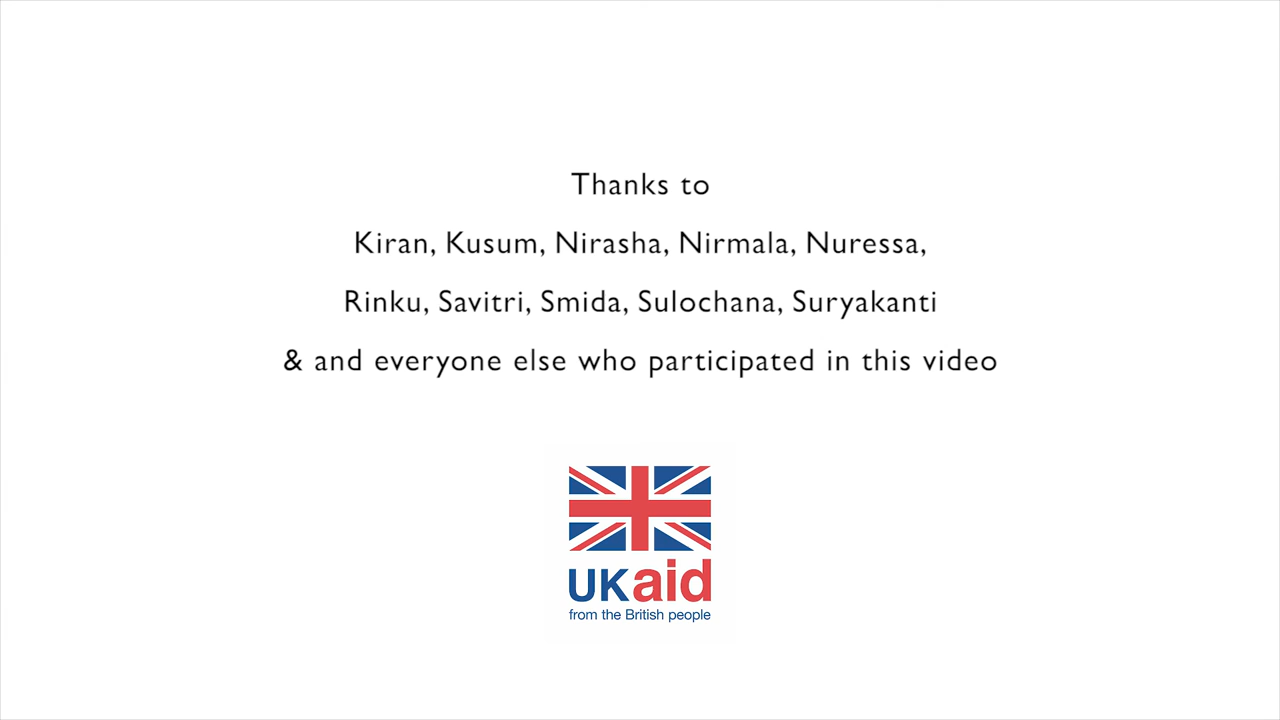 Thanks to
Kiran, Kusum, Nirasha, Nirmala, Nuressa,
Rinku, Savitri, Smida, Sulochana, Suryakanti
& and everyone else who participated in this video
UKaid
from the British people